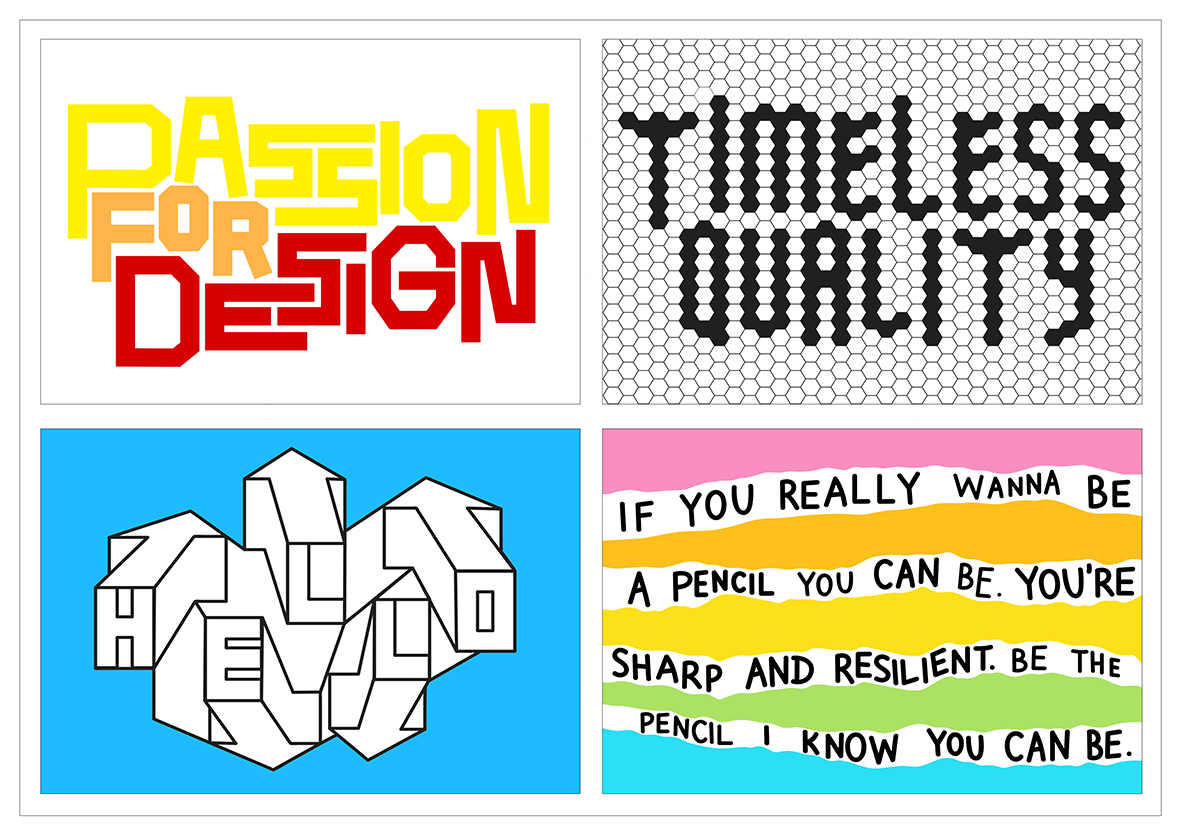 PASSION
FOR
DESIGN
TIMELESS
QUALITY
HELLO
IF YOU REALLY WANNA BE
A PENCIL YOU CAN BE. YOU'RE
SHARP AND RESILIENT. BE THE
PENCIL I KNOW YOU CAN BE.